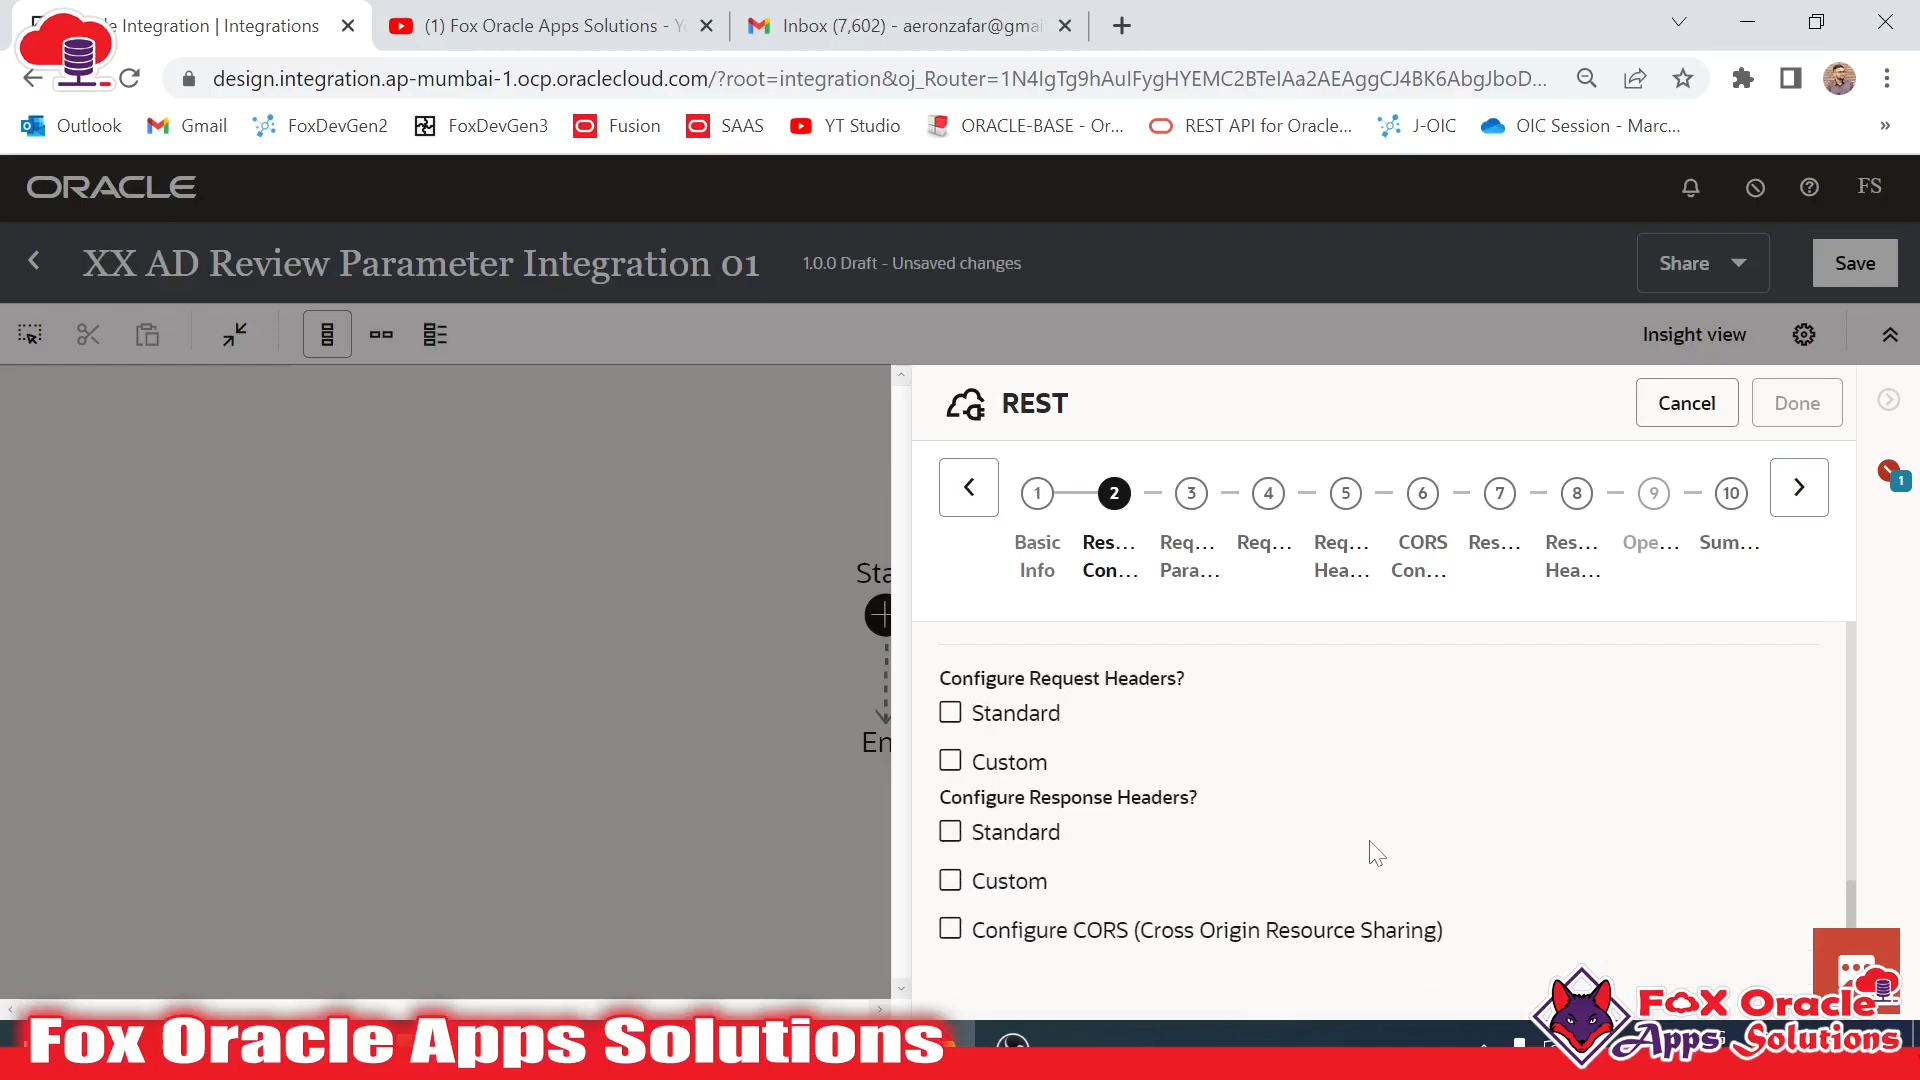 le Integration | Integrations
(1) Fox Oracle Apps Solutions - Y
Inbox (7,602) - aeronzafar@gmai
design.integration.ap-mumbai-1.ocp.oraclecloud.com/?root=integration&oj_Router=1N4IgTg9hAuIFygHYEMC2BTeIAa2AEAggCJ4BK6AbgJboD...
Outlook
Gmail
FoxDevGen2
FoxDevGen3
Fusion
SAAS
YT Studio
ORACLE-BASE - Or...
REST API for Oracle...
J-OIC
OIC Session - Marc...
»
ORACLE
FS
XX AD Review Parameter Integration 01
1.0.0 Draft - Unsaved changes
Share
Save
Insight view
REST
Cancel
Done
1
2
3
4
5
6
7
8
9
10
1
Basic Info
Res... Con...
Req... Para...
Req...
Req... Hea...
CORS Con...
Res...
Res... Hea...
Ope...
Sum...
Sta
En
Configure Request Headers?
Standard
Custom
Configure Response Headers?
Standard
Custom
Configure CORS (Cross Origin Resource Sharing)
Fox Oracle Apps Solutions
Fox Oracle
Apps Solutions